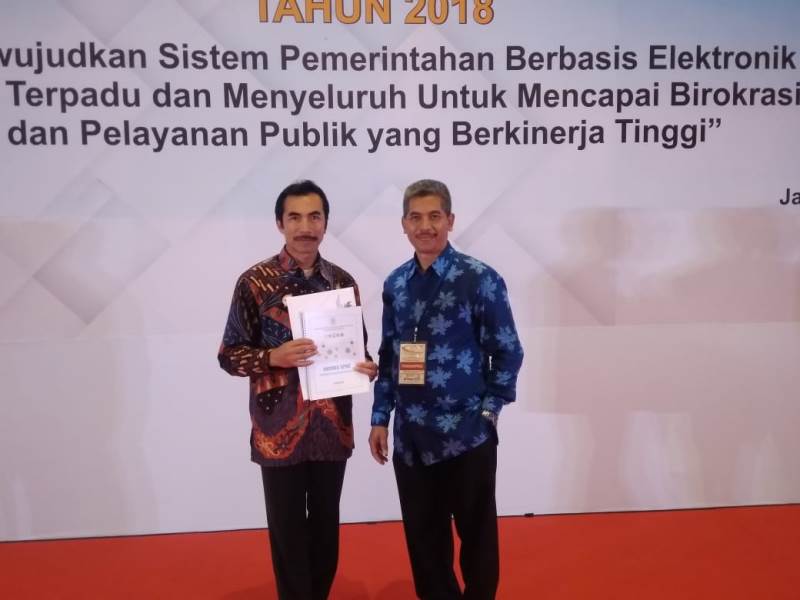 TAHUN 2018
wujudkan Sistem Pemerintahan Berbasis Elektronik
Terpadu dan Menyeluruh Untuk Mencapai Birokrasi
dan Pelayanan Publik yang Berkinerja Tinggi”
Ja